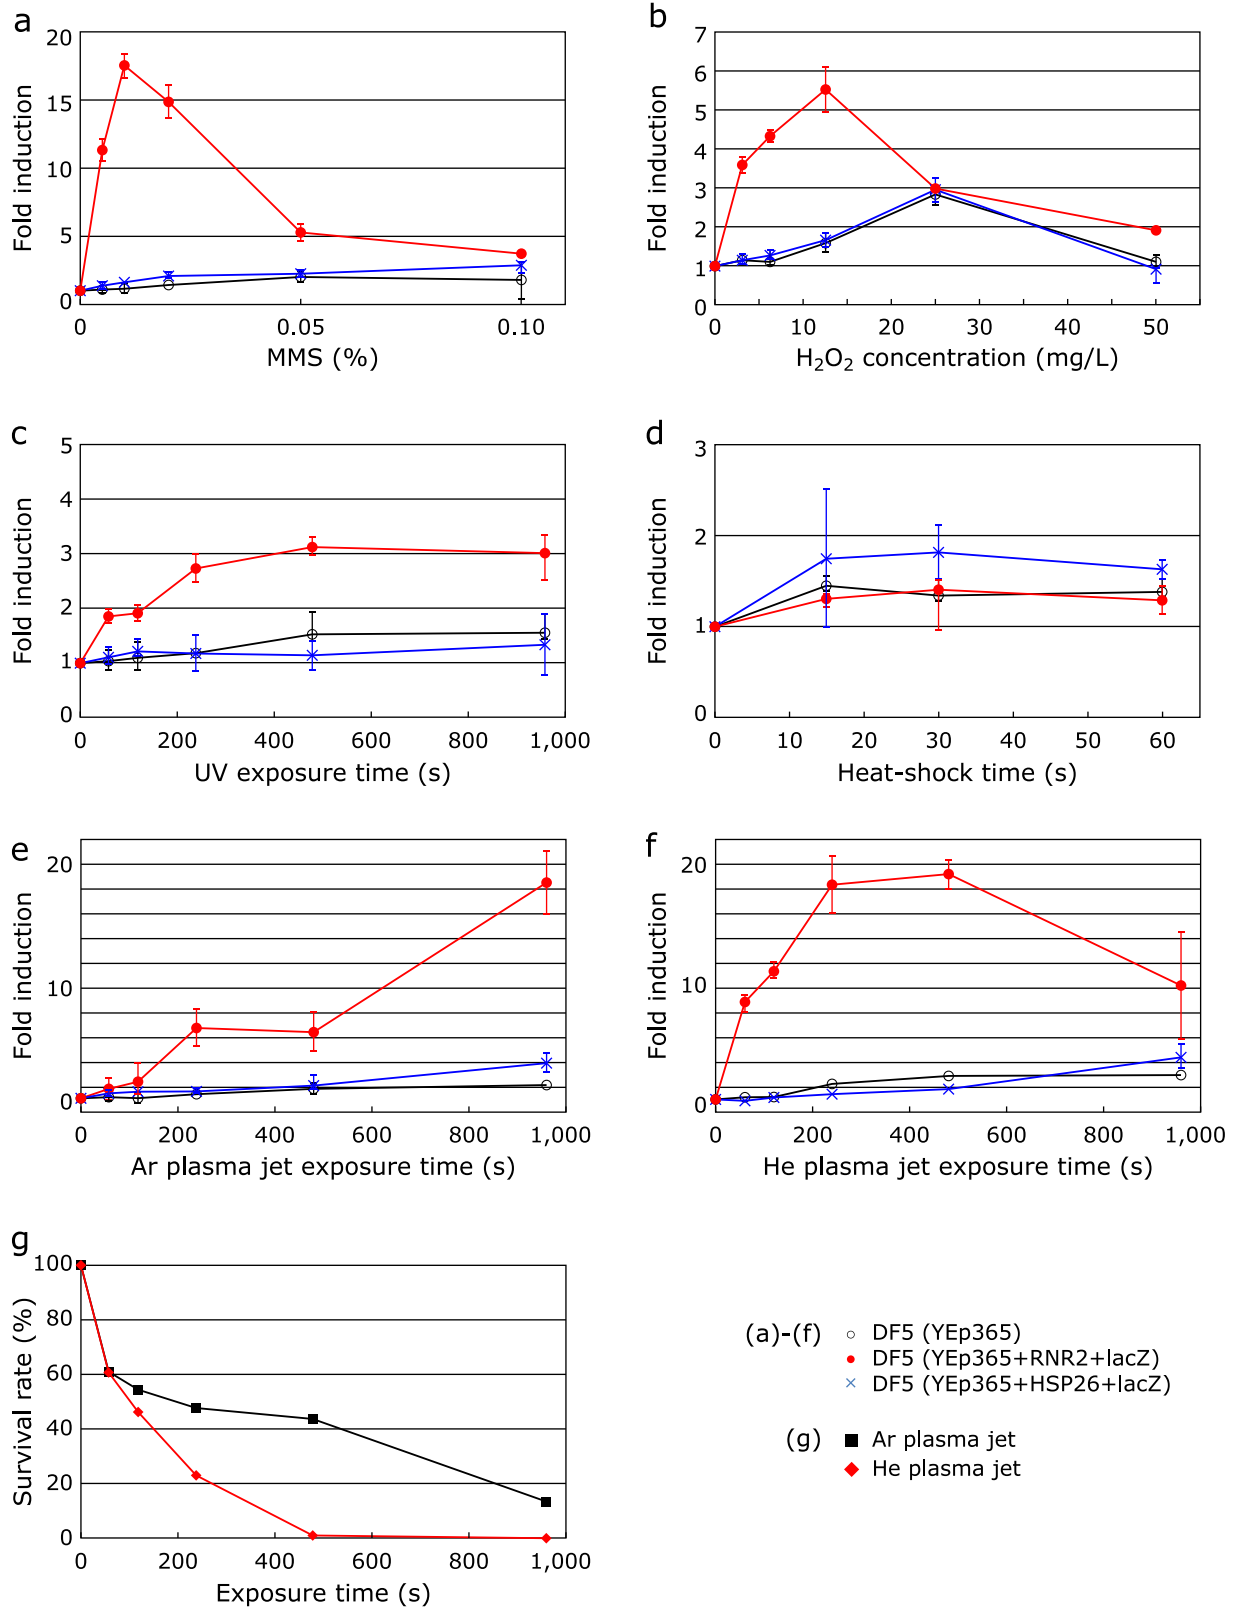 a
20
15
10
5
0
Fold induction
0 0.05 0.10
MMS (%)
b
7
6
5
4
3
2
1
0
Fold induction
0 10 20 30 40 50
H₂O₂ concentration (mg/L)
c
5
4
3
2
1
0
Fold induction
0 200 400 600 800 1,000
UV exposure time (s)
d
3
2
1
0
Fold induction
0 10 20 30 30 50 60
Heat-shock time (s)
e
20
10
0
Fold induction
0 200 400 600 800 1,000
Ar plasma jet exposure time (s)
f
20
10
0
Fold induction
0 200 400 600 800 1,000
He plasma jet exposure time (s)
g
100
80
60
40
20
0
Survival rate (%)
0 200 400 600 800 1,000
Exposure time (s)
(a)-(f) DF5 (YEp365)
DF5 (YEp365+RNR2+lacZ)
DF5 (YEp365+HSP26+lacZ)
(g) Ar plasma jet
He plasma jet